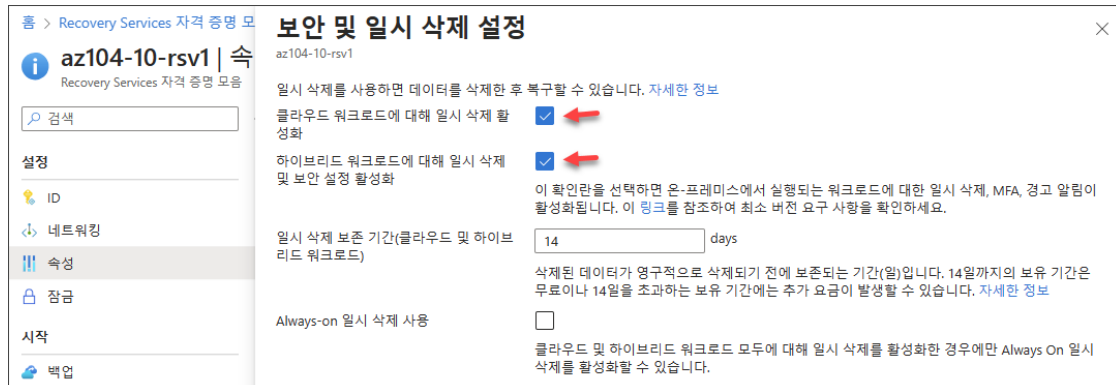 홈 > Recovery Services 자격 증명 모
az104-10-rsv1 | 속
Recovery Services 자격 증명 모음
검색
설정
ID
네트워킹
속성
잠금
시작
백업
보안 및 일시 삭제 설정
az104-10-rsv1
일시 삭제를 사용하면 데이터를 삭제한 후 복구할 수 있습니다. 자세한 정보
클라우드 워크로드에 대해 일시 삭제 활
성화
하이브리드 워크로드에 대해 일시 삭제
및 보안 설정 활성화
이 확인란을 선택하면 온-프레미스에서 실행되는 워크로드에 대한 일시 삭제, MFA, 경고 알림이
활성화됩니다. 이 링크를 참조하여 최소 버전 요구 사항을 확인하세요.
일시 삭제 보존 기간(클라우드 및 하이브
리드 워크로드)
14 days
삭제된 데이터가 영구적으로 삭제되기 전에 보존되는 기간(일)입니다. 14일까지의 보유 기간은
무료이나 14일을 초과하는 보유 기간에는 추가 요금이 발생할 수 있습니다. 자세한 정보
Always-on 일시 삭제 사용
클라우드 및 하이브리드 워크로드 모두에 대해 일시 삭제를 활성화한 경우에만 Always On 일시
삭제를 활성화할 수 있습니다.